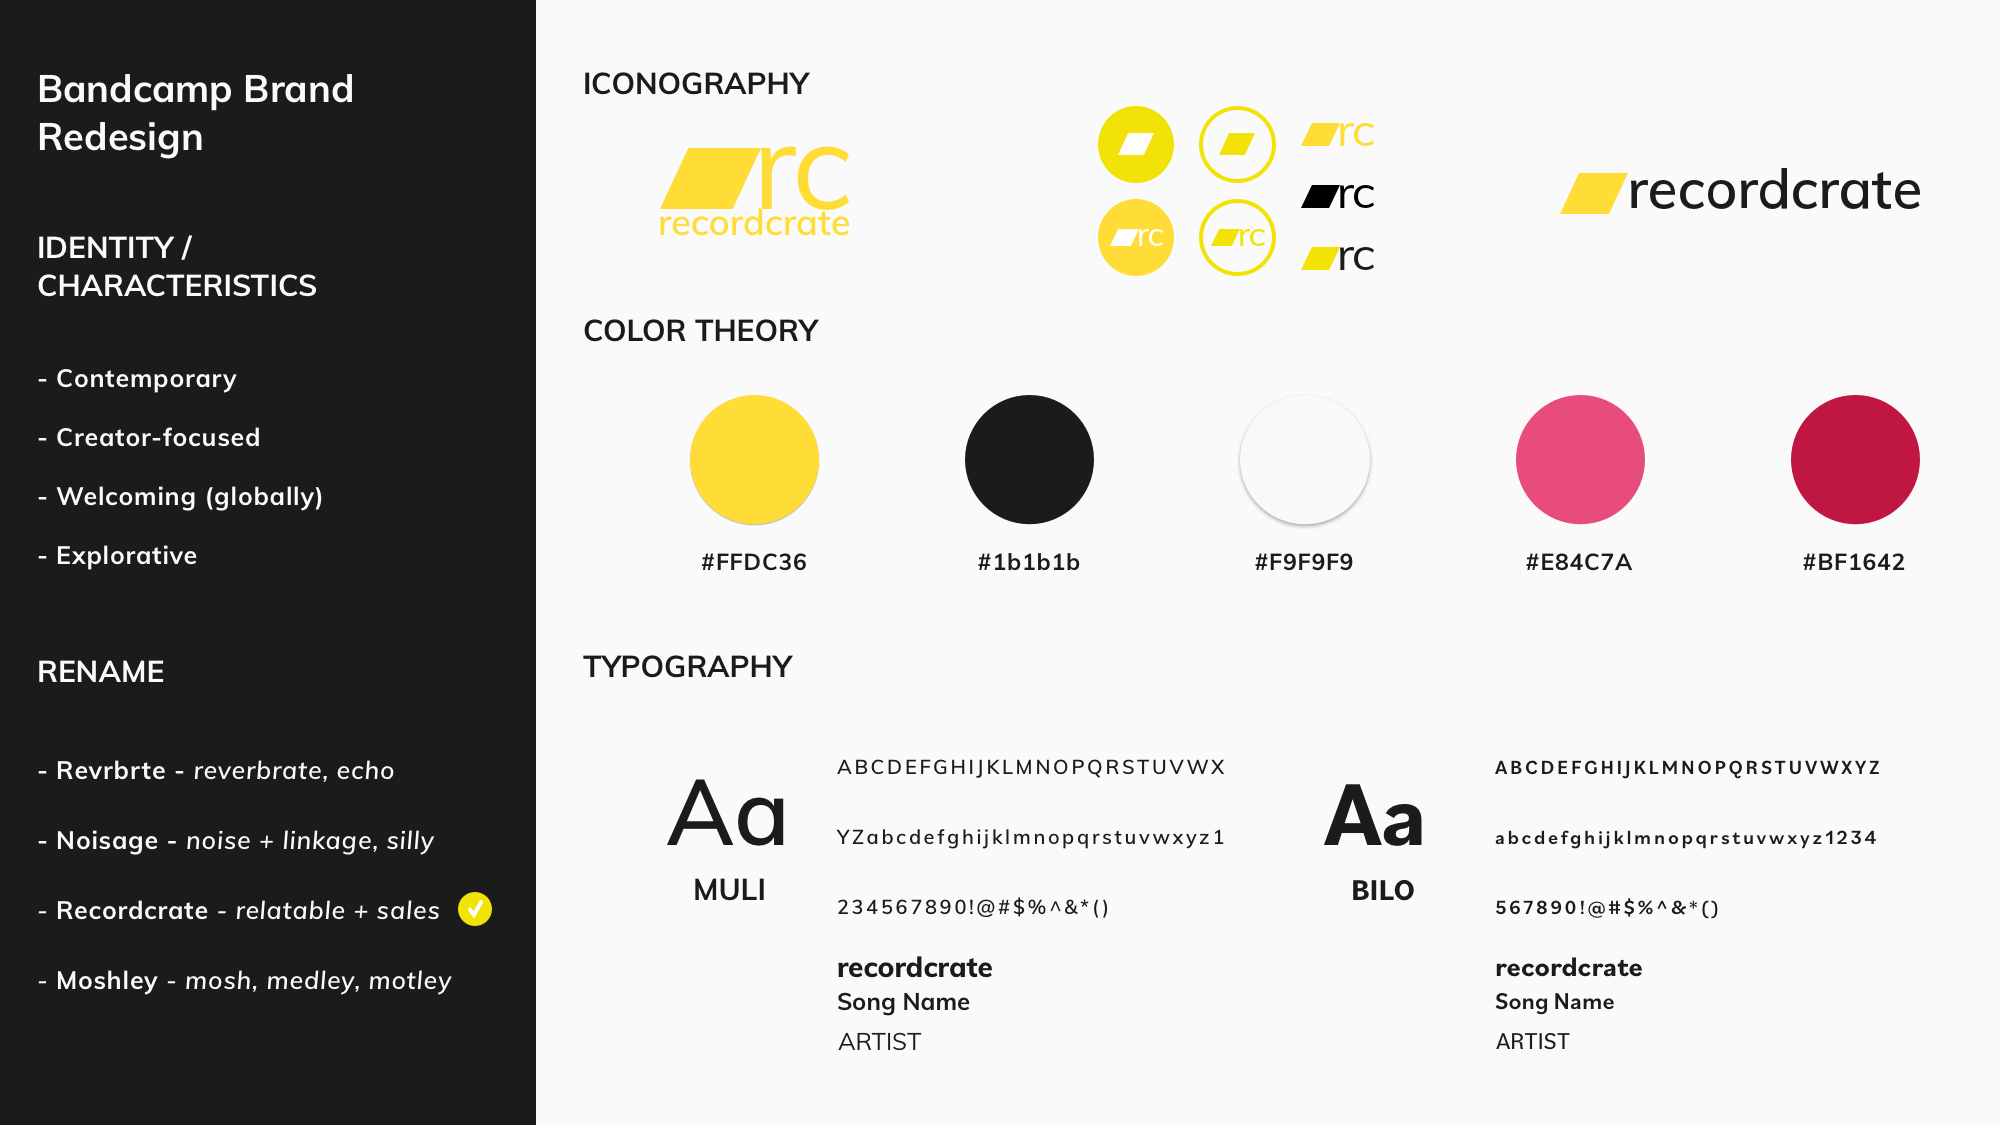 Bandcamp Brand
Redesign
IDENTITY /
CHARACTERISTICS
- Contemporary
- Creator-focused
- Welcoming (globally)
- Explorative
RENAME
- Revrbrte - reverbrate, echo
- Noisage - noise + linkage, silly
- Recordcrate - relatable + sales
- Moshley - mosh, medley, motley
ICONOGRAPHY
rc
recordcrate
rc
rc
rc
rc
rc
recordcrate
COLOR THEORY
#FFDC36
#1b1b1b
#F9F9F9
#E84C7A
#BF1642
TYPOGRAPHY
Aa
MULI
ABCDEFGHIJKLMNOPQRSTUVWX
YZabcdefghijklmnopqrstuvwxyz1
234567890!@#$%^&*()
recordcrate
Song Name
ARTIST
Aa
BILO
ABCDEFGHIJKLMNOPQRSTUVWXYZ
abcdefghijklmnopqrstuvwxyz1234
567890!@#$%^&*()
recordcrate
Song Name
ARTIST